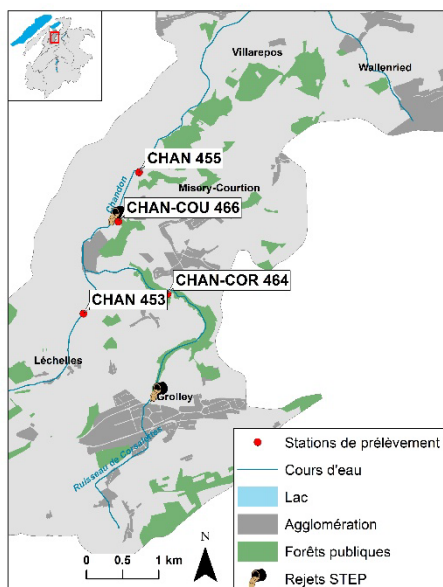 Villarepos
Wallenried
CHAN 455
Chandon
Misery-Courtion
CHAN-COU 466
CHAN-COR 464
CHAN 453
Léchelles
Grolley
Ruisseau de Corsalettes
Stations de prélèvement
Cours d'eau
Lac
Agglomération
Forêts publiques
Rejets STEP
N
0 0.5 1 km